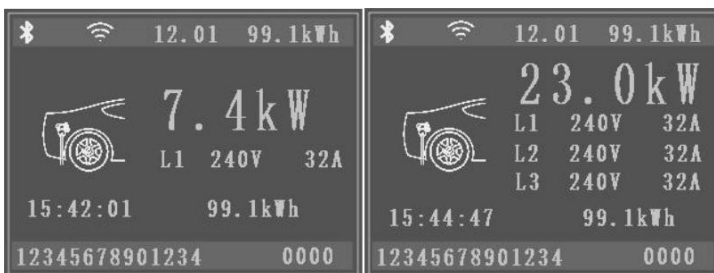 12.01 99.1kWh
7.4kW
L1 240V 32A
15:42:01 99.1kWh
12345678901234 0000
12.01 99.1kWh
23.0kW
L1 240V 32A
L2 240V 32A
L3 240V 32A
15:44:47 99.1kWh
12345678901234 0000